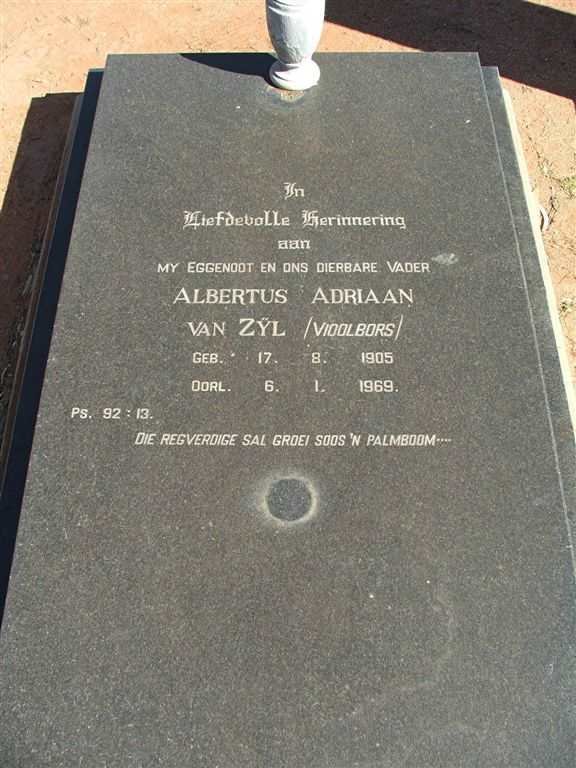 In
Liefdevolle Herinnering
aan
MY EGGENOOT EN ONS DIERBARE VADER
ALBERTUS ADRIAAN
VAN ZŸL /VIOOLBORS/
GEB. 17. 8. 1905
OORL. 6. 1. 1969.
PS. 92:13.
DIE REGVERDIGE SAL GROEI SOOS 'N PALMBOOM....